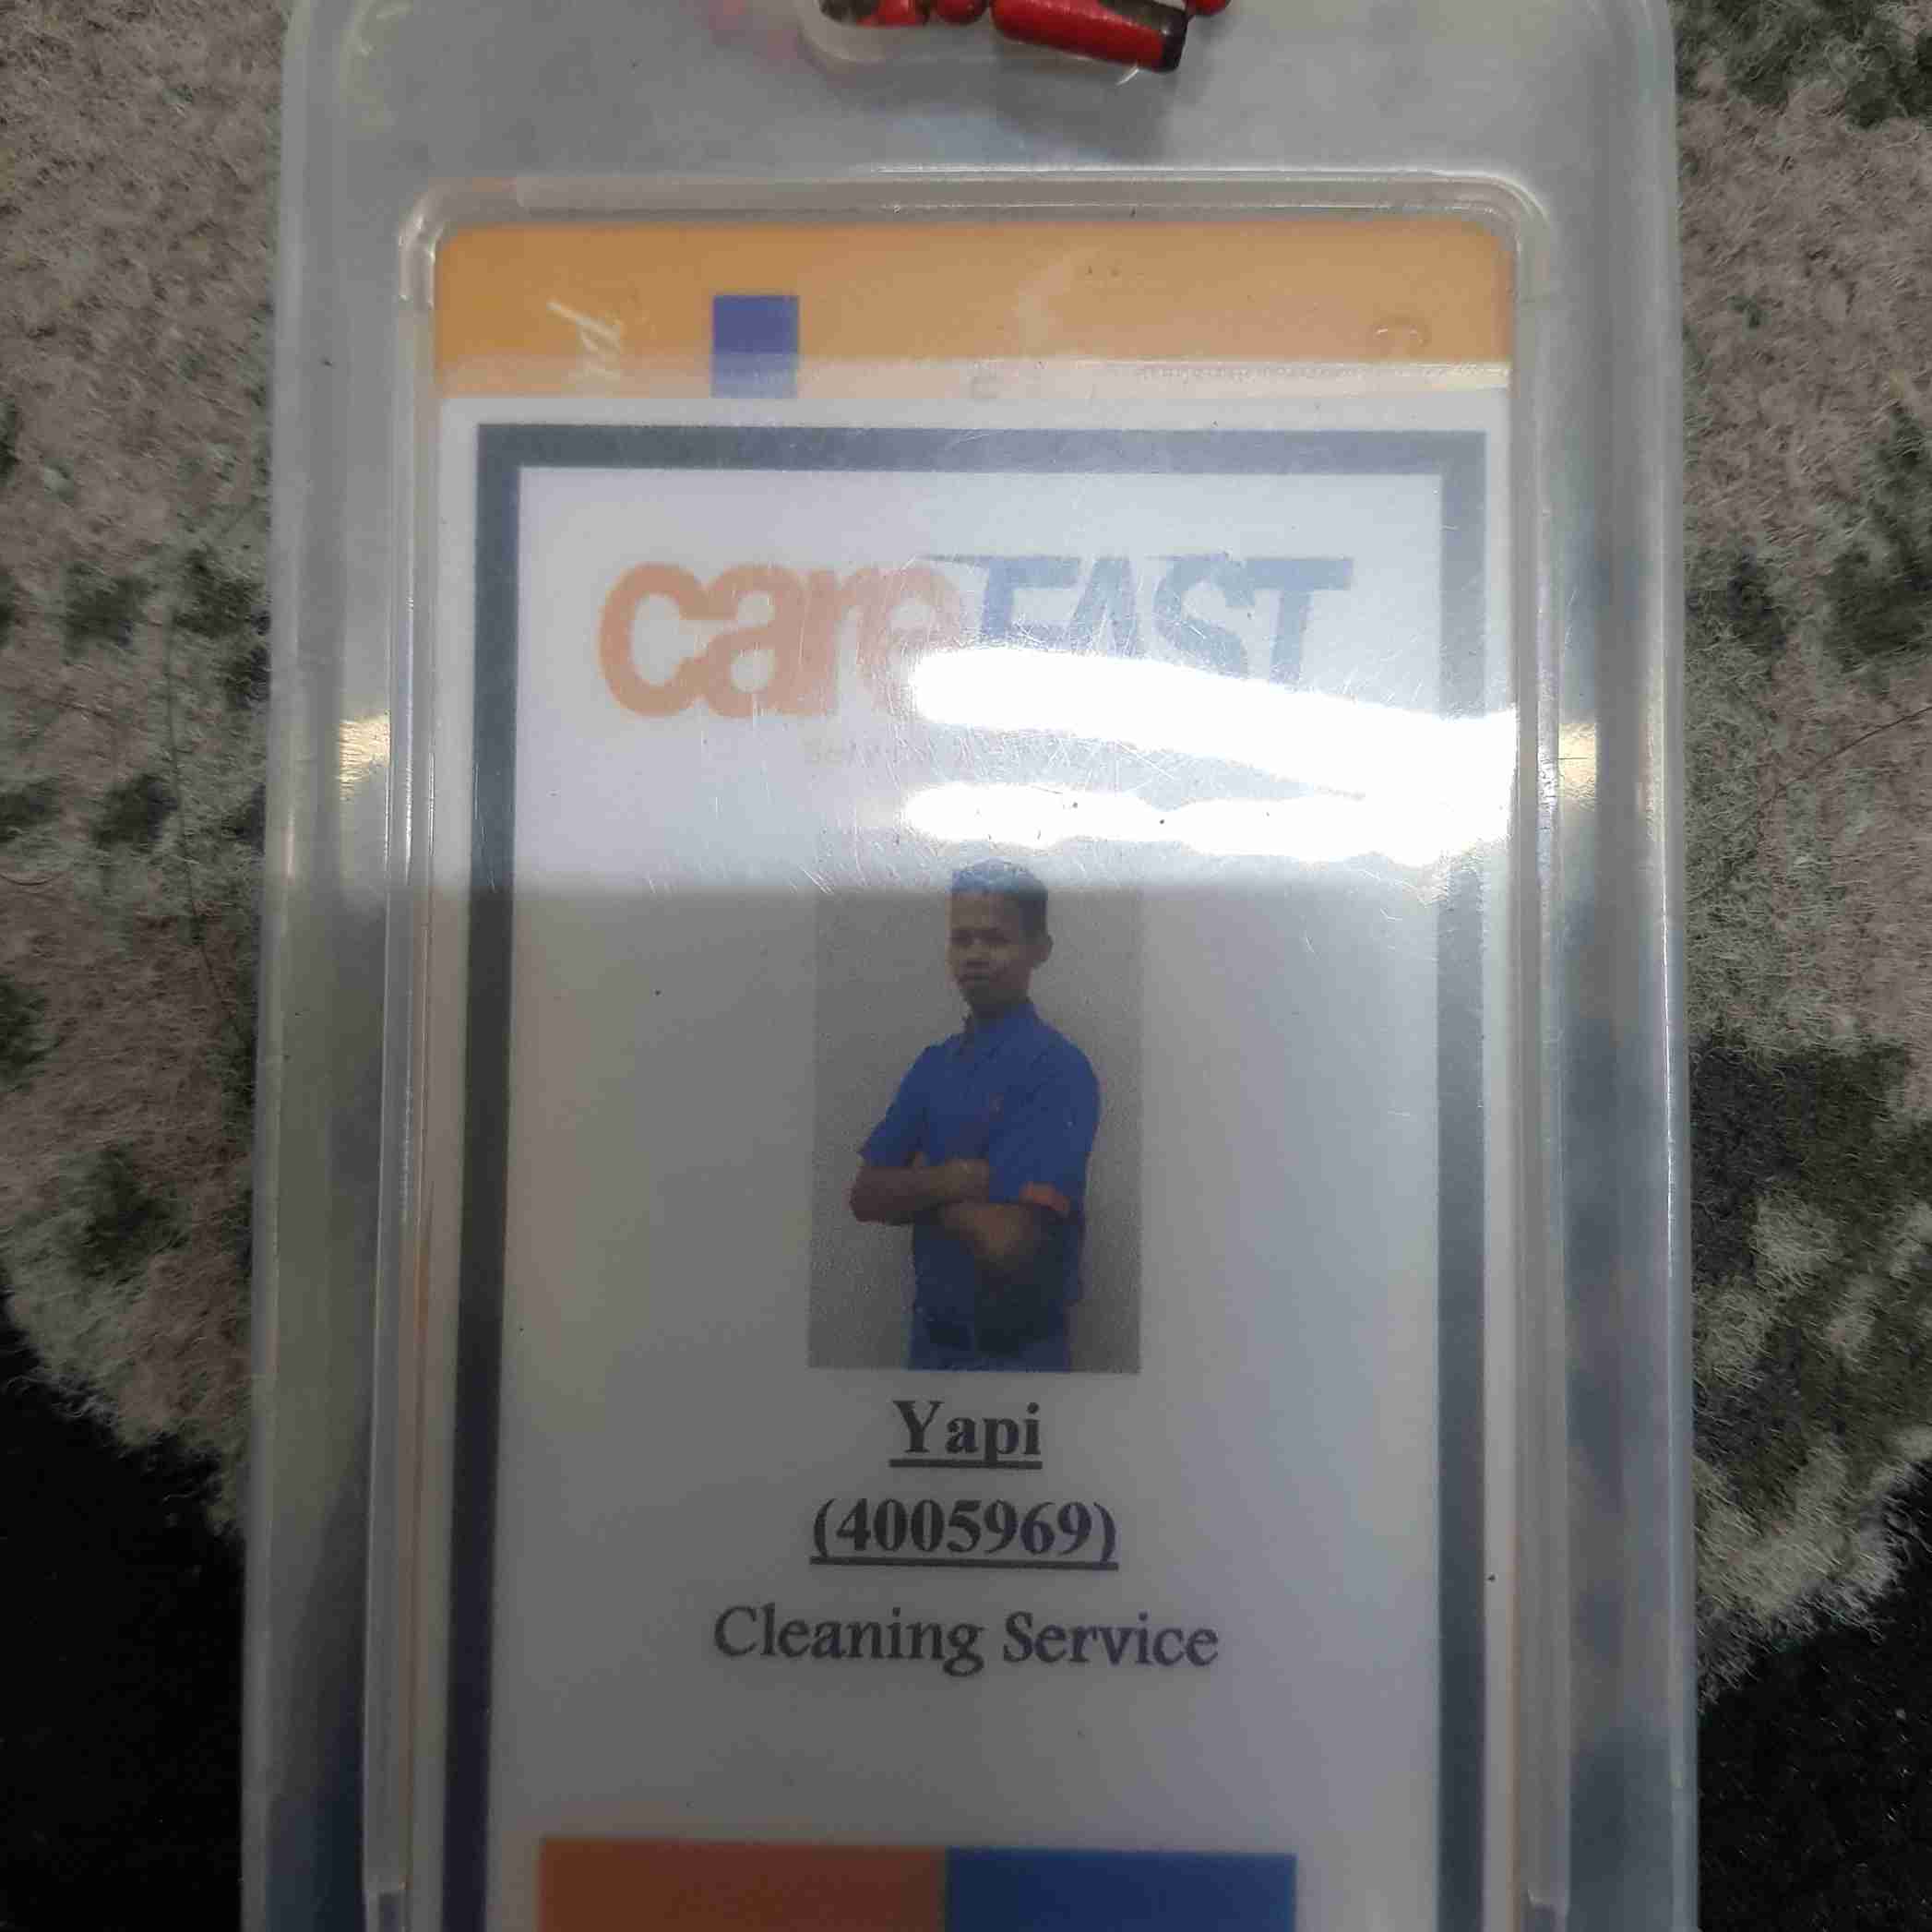 careFAST
Yapi
(4005969)
Cleaning Service